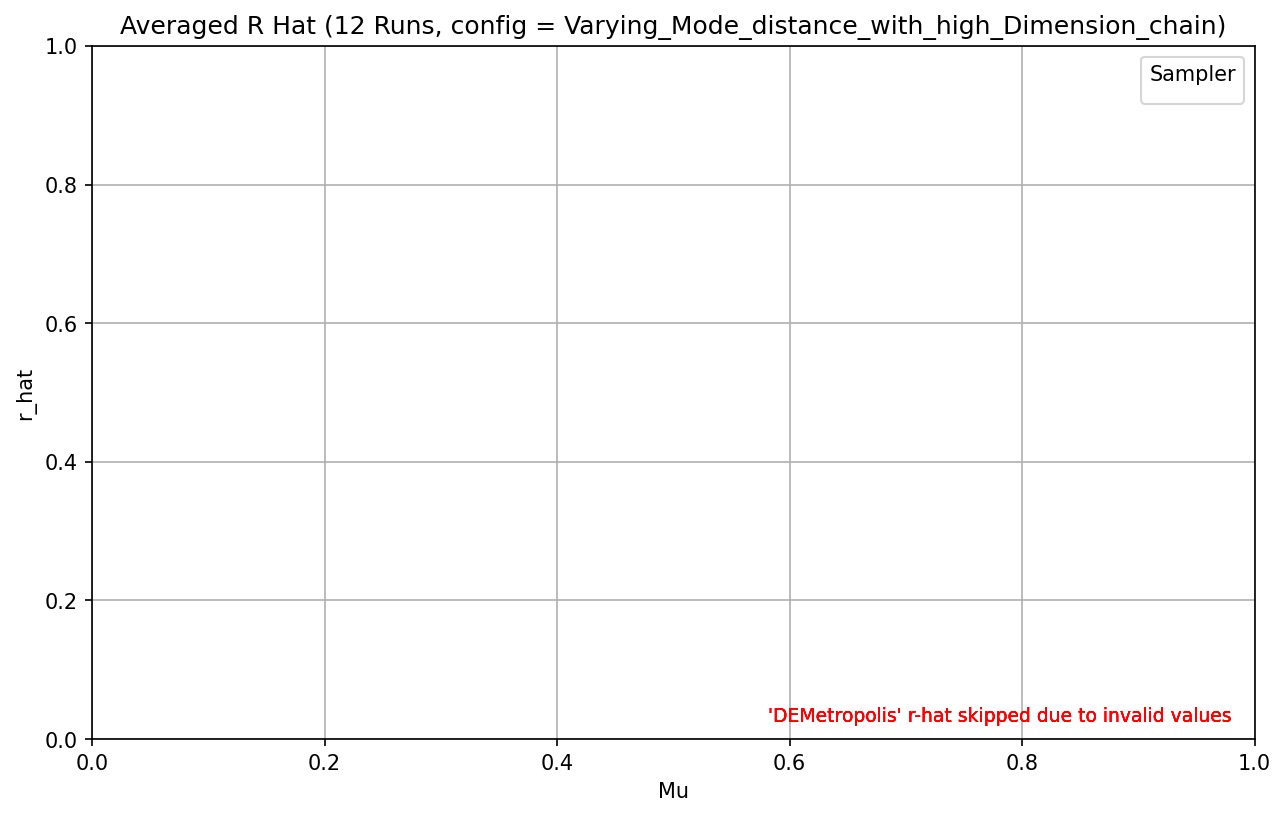 Averaged R Hat (12 Runs, config = Varying_Mode_distance_with_high_Dimension_chain)
1.0
0.8
0.6
0.4
0.2
0.0
r_hat
Sampler
'DEMetropolis' r-hat skipped due to invalid values
0.0 0.2 0.4 0.6 0.8 1.0
Mu